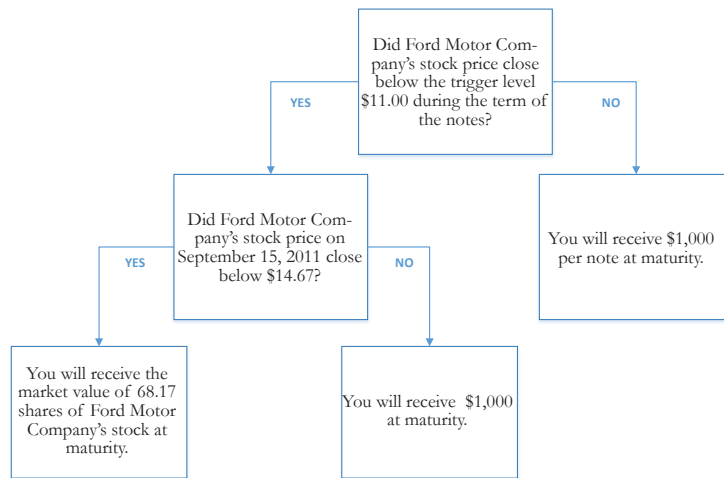 Did Ford Motor Com-
pany's stock price close
below the trigger level
$11.00 during the term of
the notes?
YES
NO
Did Ford Motor Com-
pany's stock price on
September 15, 2011 close
below $14.67?
You will receive $1,000
per note at maturity.
YES
NO
You will receive the
market value of 68.17
shares of Ford Motor
Company's stock at
maturity.
You will receive  $1,000
at maturity.